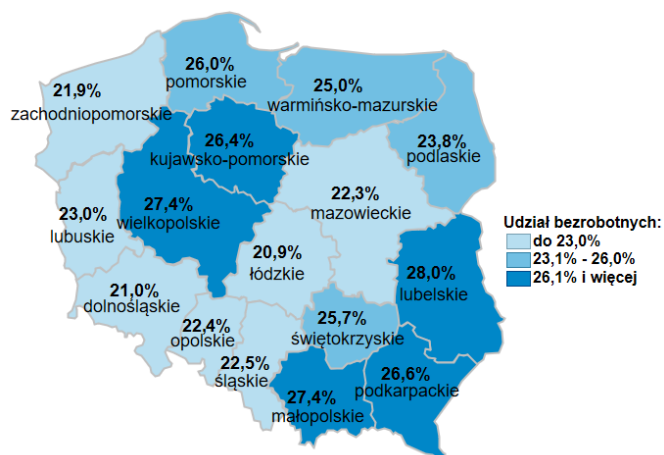 26,0%
pomorskie
21,9%
zachodniopomorskie
25,0%
warmińsko-mazurskie
26,4%
kujawsko-pomorskie
23,8%
podlaskie
27,4%
wielkopolskie
22,3%
mazowieckie
23,0%
lubuskie
20,9%
łódzkie
Udział bezrobotnych:
do 23,0%
23,1% - 26,0%
26,1% i więcej
28,0%
lubelskie
21,0%
dolnośląskie
22,4%
opolskie
25,7%
świętokrzyskie
22,5%
śląskie
27,4%
małopolskie
26,6%
podkarpackie